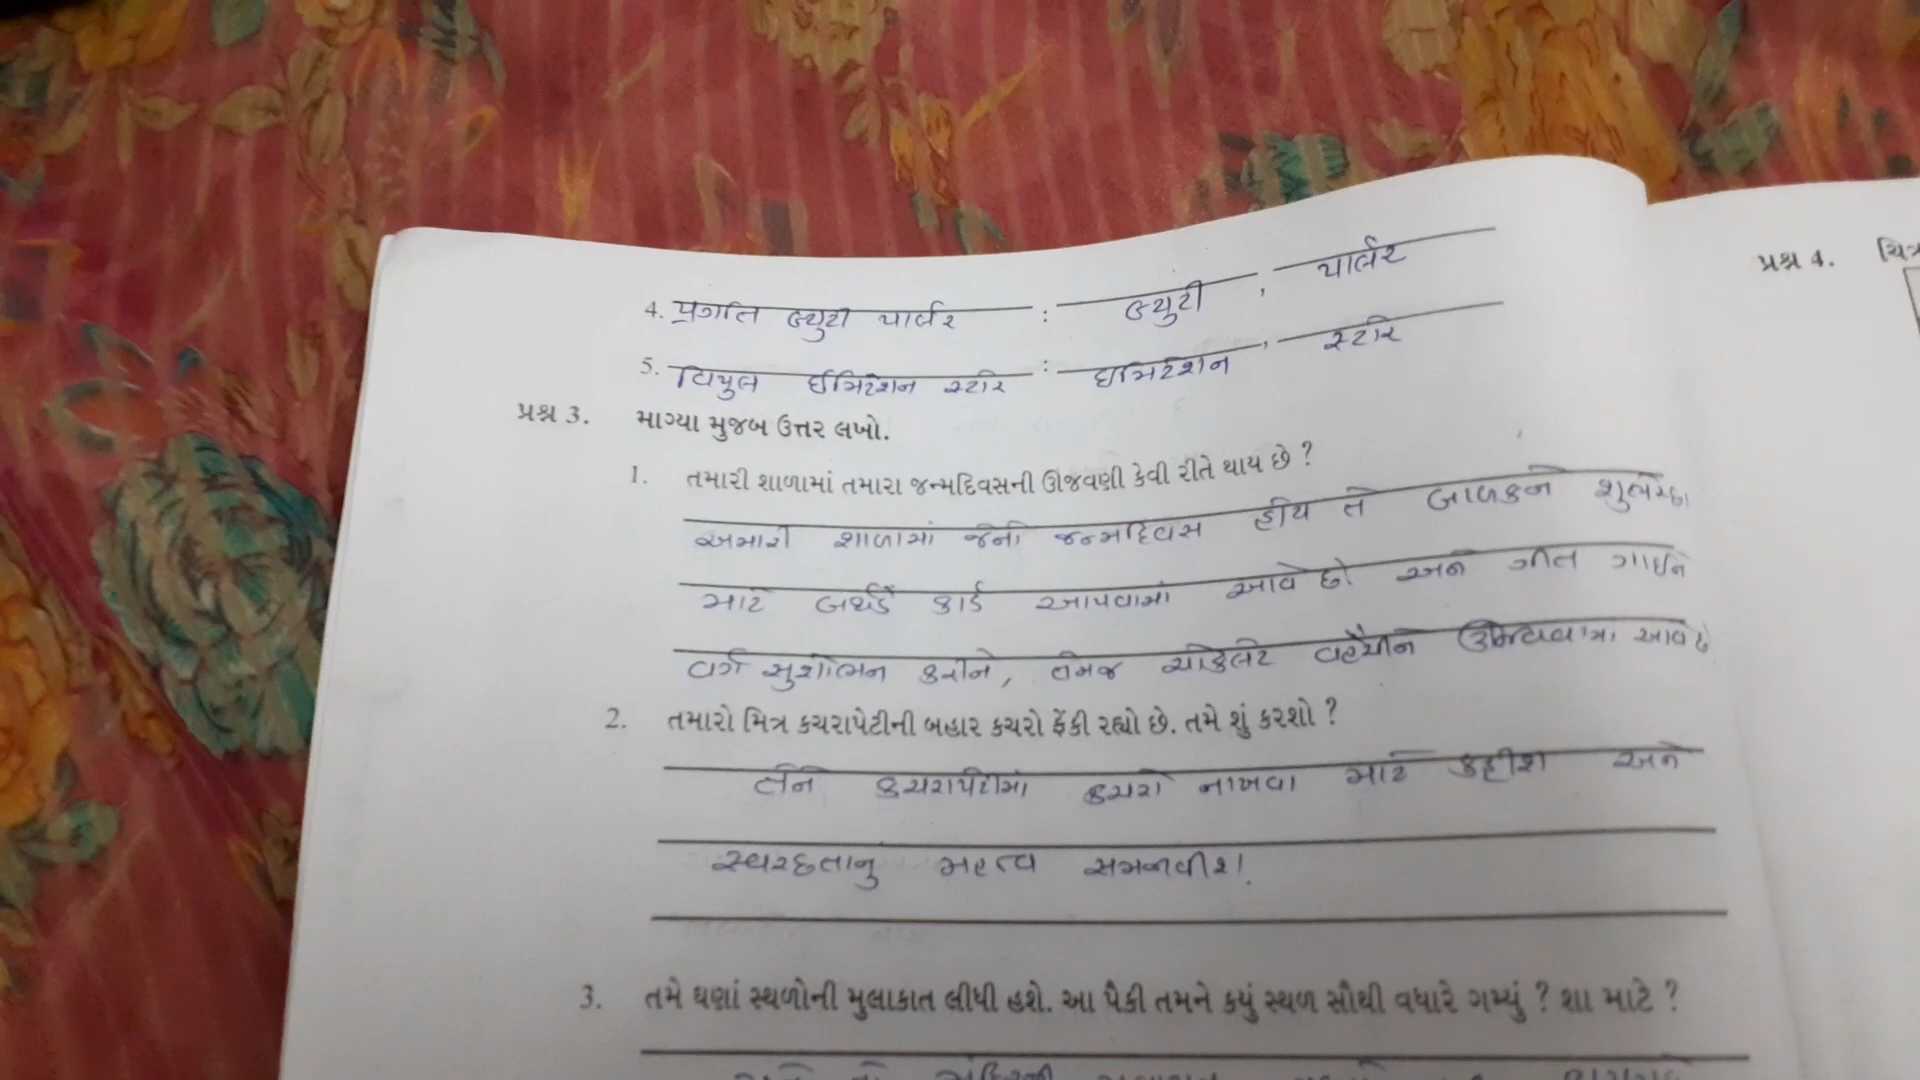 4. પ્રગતિ બ્યુટી પાર્લર : બ્યુટી , પાર્લર
5. વિપુલ ઈમિટેશન સ્ટોર : ઈમિટેશન , સ્ટોર
પ્રશ્ન 3. માગ્યા મુજબ ઉત્તર લખો.
1. તમારી શાળામાં તમારા જન્મદિવસની ઊજવણી કેવી રીતે થાય છે ?
અમારી શાળામાં જેનો જન્મદિવસ હોય તે બાળકને શુભેચ્છા
માટે બર્થડે કાર્ડ આપવામાં આવે છે અને ગીત ગાઈને
વર્ગ સુશોભન કરીને, તેમજ ચોકલેટ વહેંચીને આવે છે
2. તમારો મિત્ર કચરાપેટીની બહાર કચરો ફેંકી રહ્યો છે. તમે શું કરશો ?
તેને કચરાપેટીમાં કચરો નાખવા માટે કહીશ અને
સ્વચ્છતાનું મહત્વ સમજાવીશ.
3. તમે ઘણાં સ્થળોની મુલાકાત લીધી હશે. આ પૈકી તમને કયું સ્થળ સૌથી વધારે ગમ્યું ? શા માટે ?
પ્રશ્ન 4.